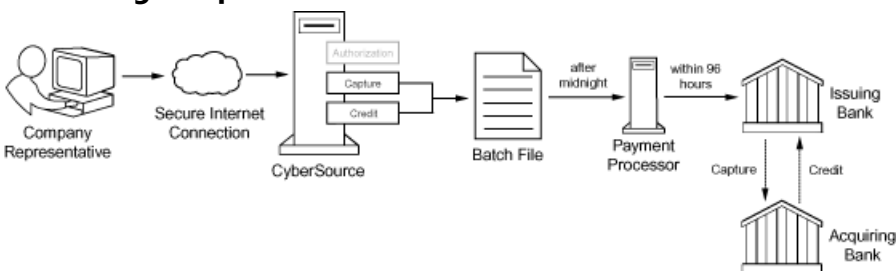 Authorization
Capture
Credit
after
midnight
within 96
hours
Issuing
Bank
Company
Representative
Secure Internet
Connection
CyberSource
Batch File
Payment
Processor
Capture
Credit
Acquiring
Bank